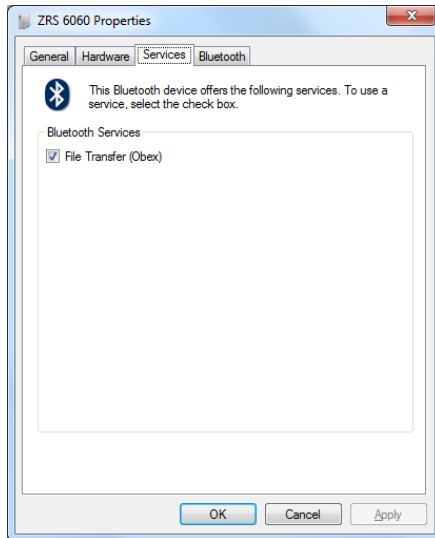 ZRS 6060 Properties
General Hardware Services Bluetooth
This Bluetooth device offers the following services. To use a
service, select the check box.
Bluetooth Services
File Transfer (Obex)
OK Cancel Apply